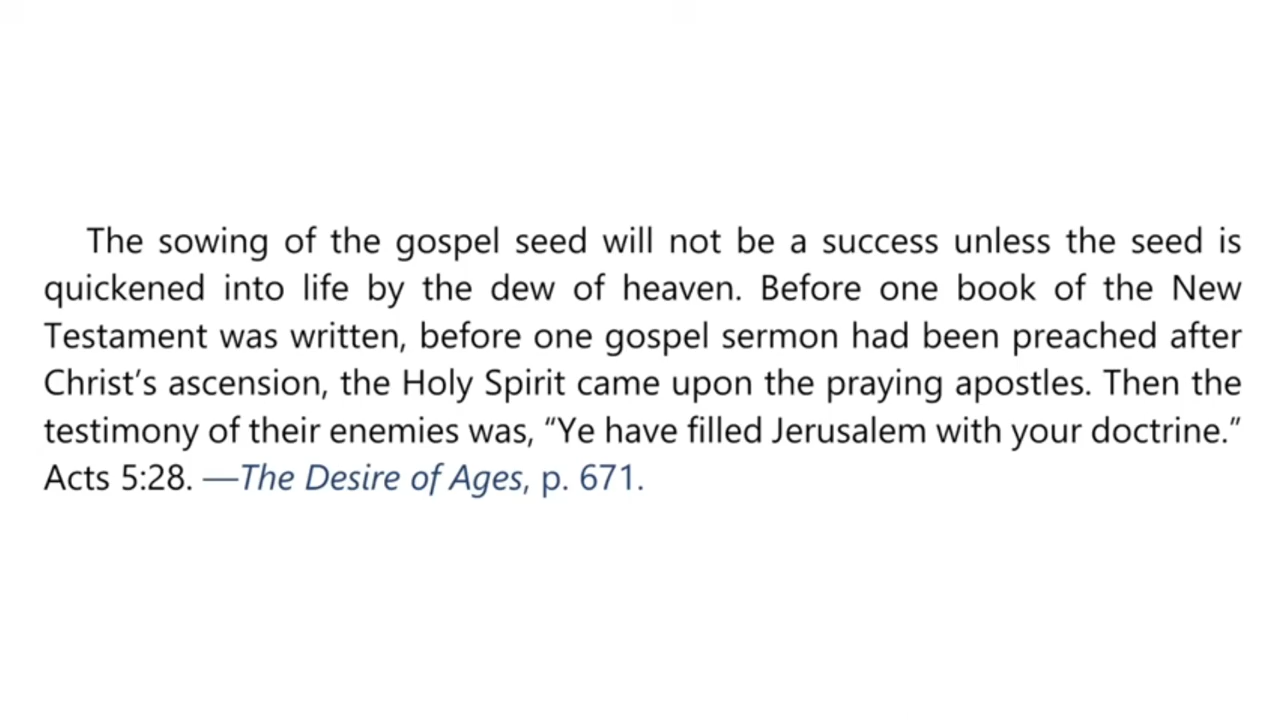 The sowing of the gospel seed will not be a success unless the seed is
quickened into life by the dew of heaven. Before one book of the New
Testament was written, before one gospel sermon had been preached after
Christ’s ascension, the Holy Spirit came upon the praying apostles. Then the
testimony of their enemies was, “Ye have filled Jerusalem with your doctrine.”
Acts 5:28. —The Desire of Ages, p. 671.